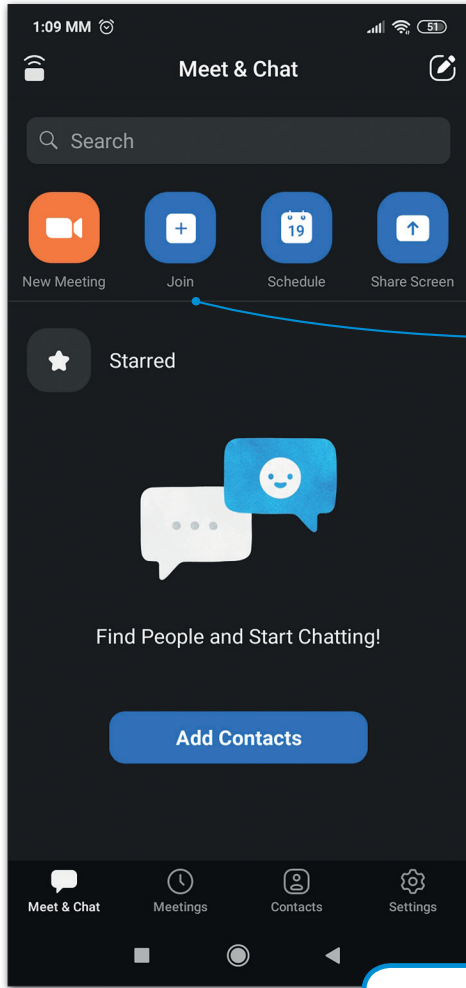 1:09 MM 51
Meet & Chat
Search
19
New Meeting Join Schedule Share Screen
Starred
Find People and Start Chatting!
Add Contacts
Meet & Chat Meetings Contacts Settings